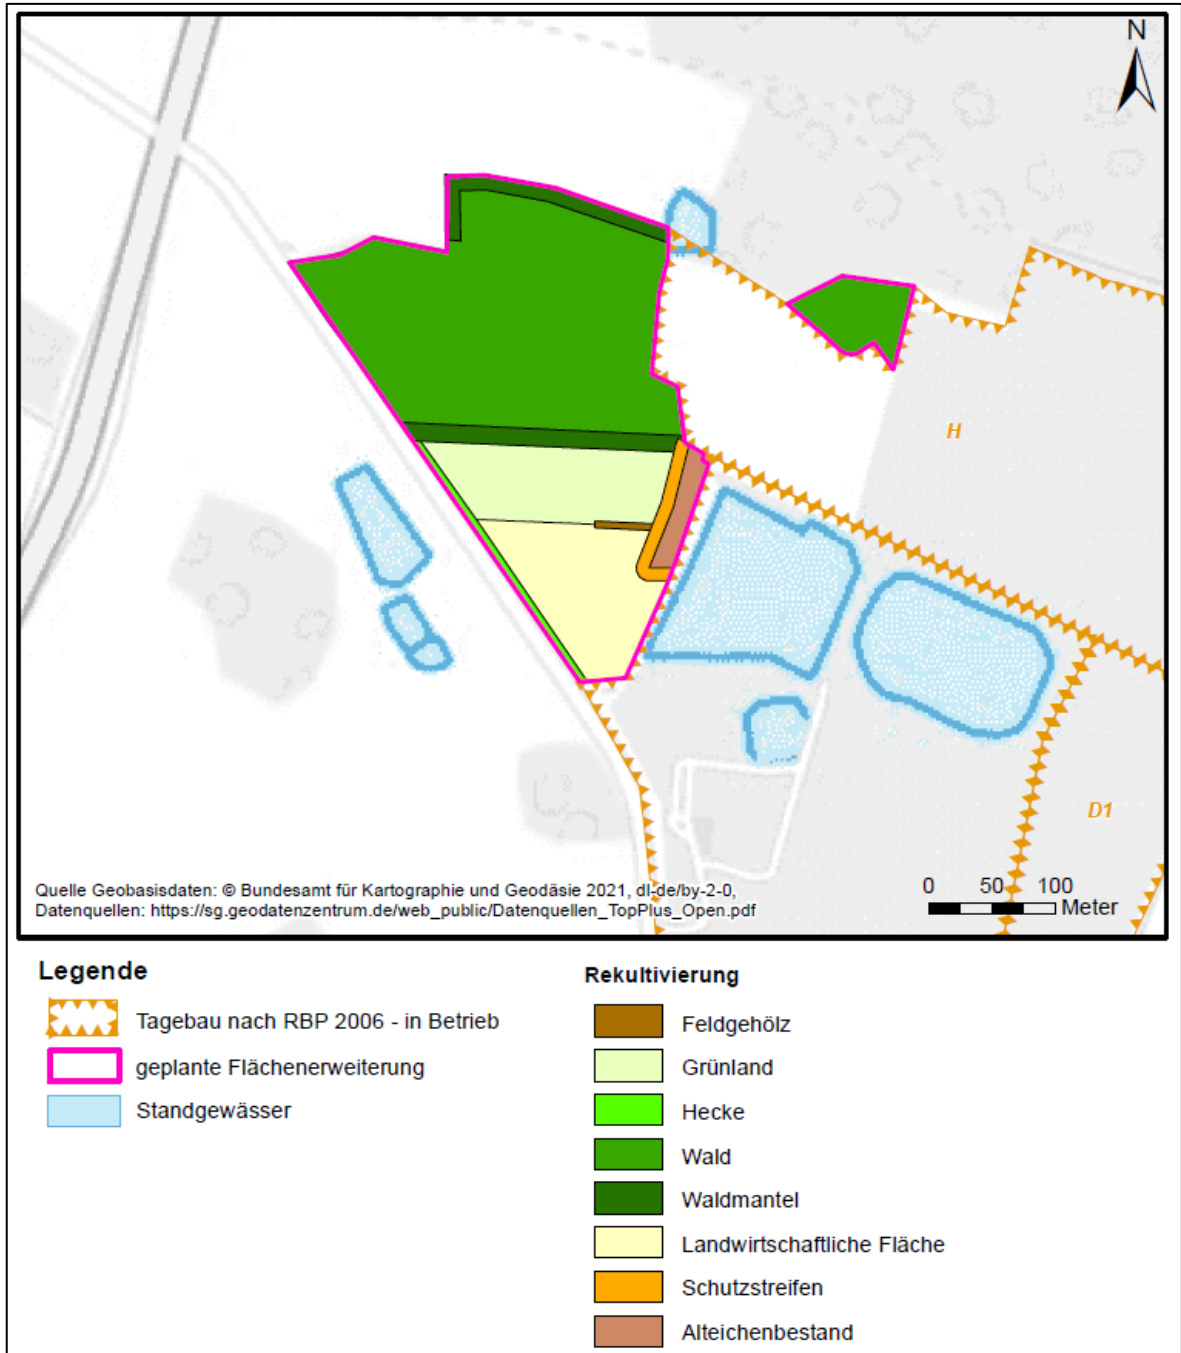 N
H
D1
Quelle Geobasisdaten: © Bundesamt für Kartographie und Geodäsie 2021, dl-de/by-2-0,
Datenquellen: https://sg.geodatenzentrum.de/web_public/Datenquellen_TopPlus_Open.pdf
0 50 100
Meter
Legende
Tagebau nach RBP 2006 - in Betrieb
geplante Flächenerweiterung
Standgewässer
Rekultivierung
Feldgehölz
Grünland
Hecke
Wald
Waldmantel
Landwirtschaftliche Fläche
Schutzstreifen
Alteichenbestand